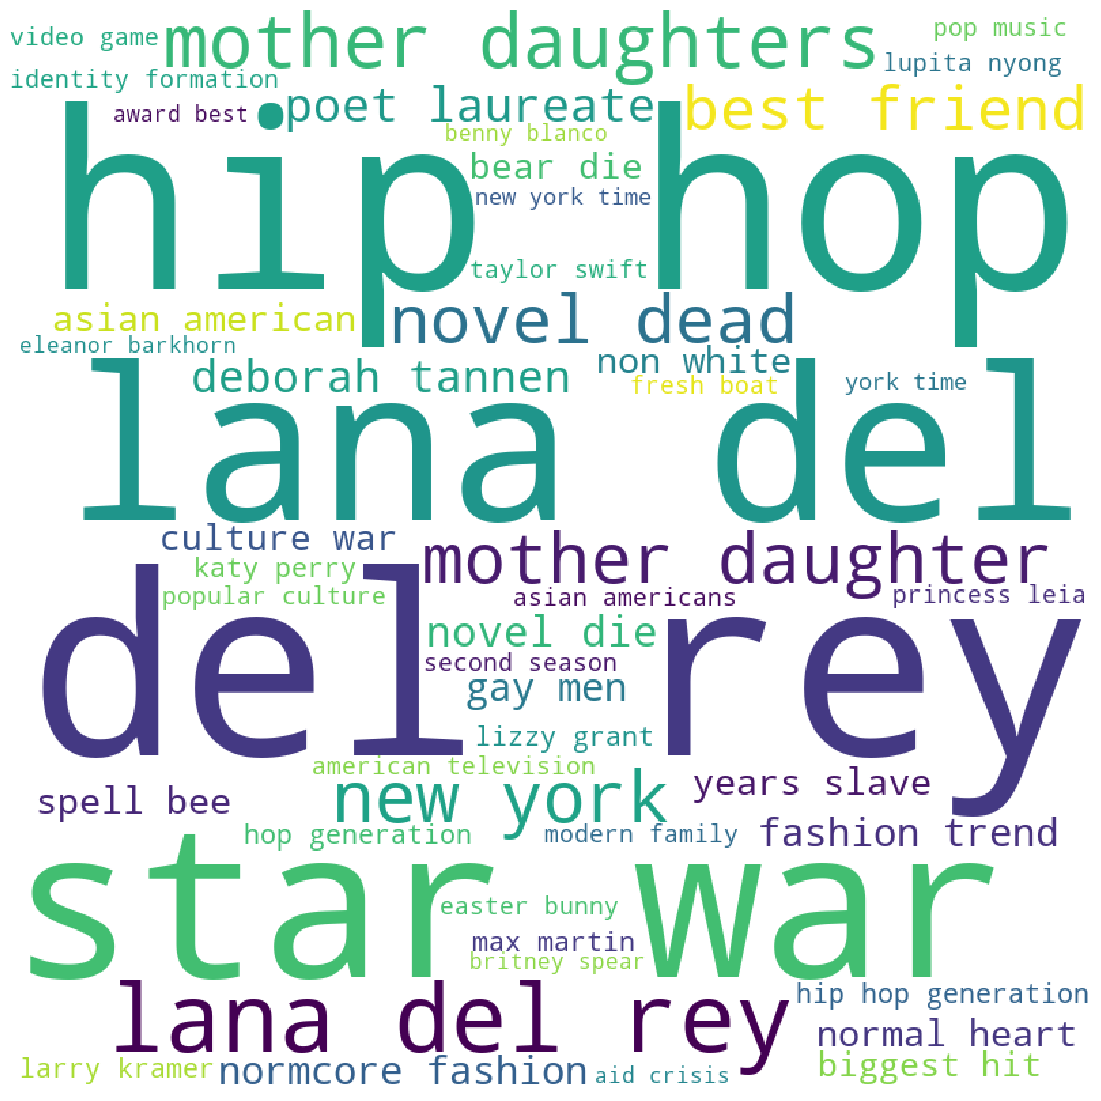 video game
mother daughters
pop music
lupita nyong
identity formation
award best
poet laureate
best friend
benny blanco
bear die
new york time
hip hop
taylor swift
asian american
novel dead
eleanor barkhorn
non white
deborah tannen
fresh boat
york time
lana del
culture war
mother daughter
katy perry
popular culture
asian americans
princess leia
del rey
novel die
second season
gay men
lizzy grant
american television
spell bee
new york
years slave
hop generation
modern family
fashion trend
star war
easter bunny
max martin
britney spear
lana del rey
hip hop generation
normal heart
larry kramer
normcore fashion
aid crisis
biggest hit